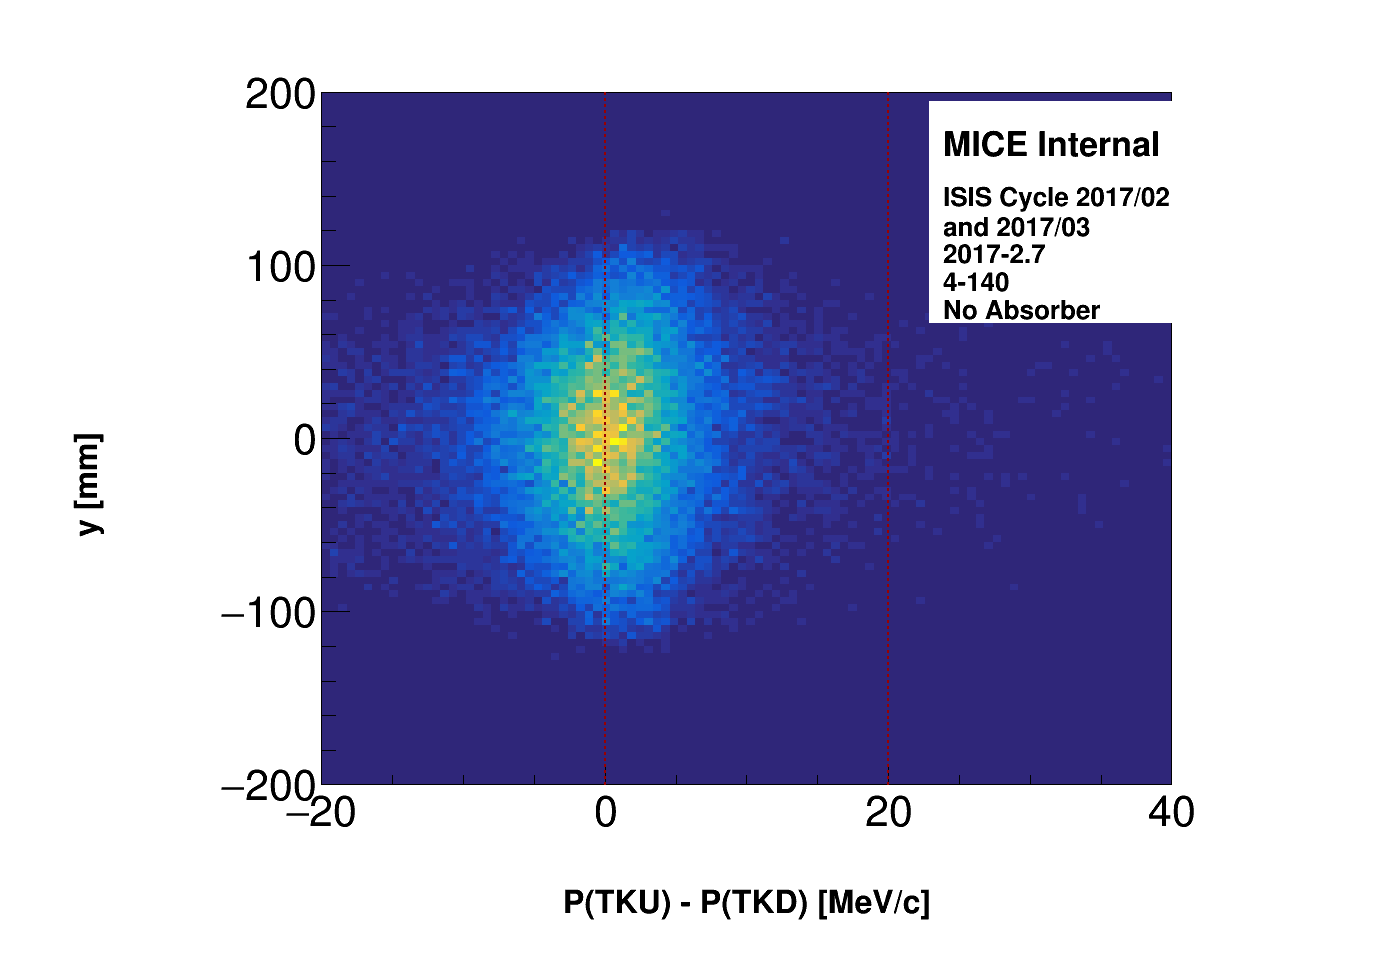 200
100
0
−100
−200
−20
0
20
40
y [mm]
P(TKU) - P(TKD) [MeV/c]
MICE Internal
ISIS Cycle 2017/02
and 2017/03
2017-2.7
4-140
No Absorber